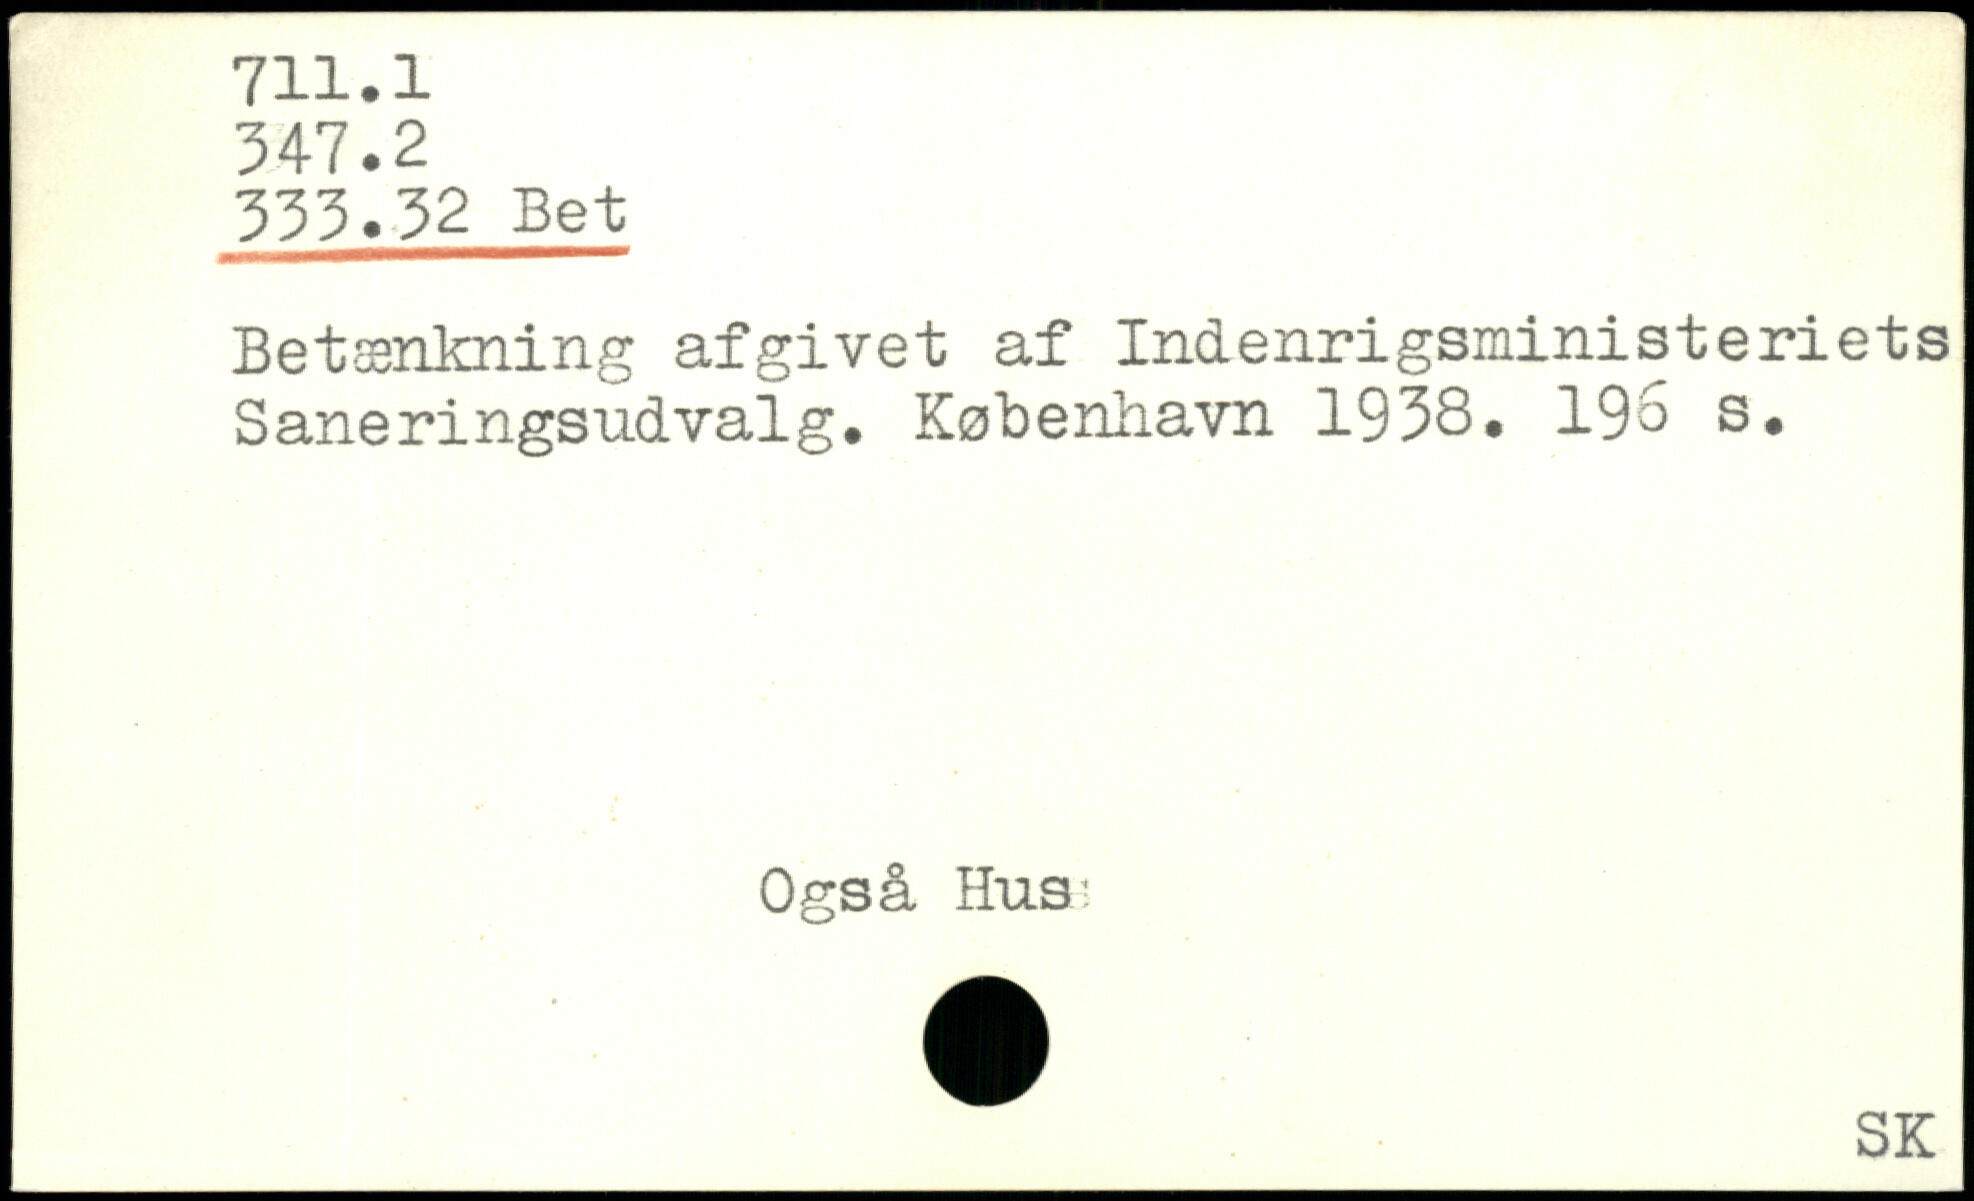 711.1
347.2
333.32 Bet
Betænkning afgivet af Indenrigsministeriets
Saneringsudvalg. København 1938. 196 s.
Også Hus
SK